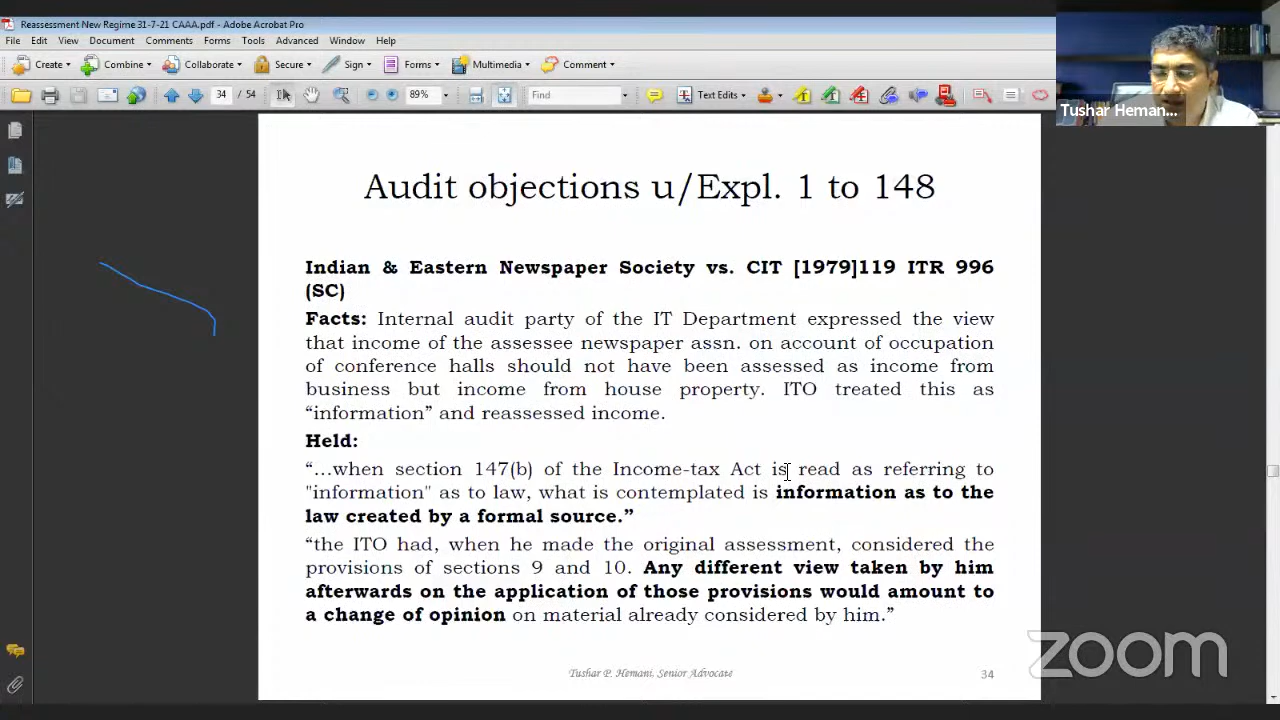 Reassessment New Regime 31-7-21 CAAA.pdf - Adobe Acrobat Pro
File Edit View Document Comments Forms Tools Advanced Window Help
Create Combine Collaborate Secure Sign Forms Multimedia Comment
34 / 54 89% Find Text Edits
Tushar Heman...
Audit objections u/Expl. 1 to 148
Indian & Eastern Newspaper Society vs. CIT [1979]119 ITR 996
(SC)
Facts: Internal audit party of the IT Department expressed the view
that income of the assessee newspaper assn. on account of occupation
of conference halls should not have been assessed as income from
business but income from house property. ITO treated this as
“information” and reassessed income.
Held:
“…when section 147(b) of the Income-tax Act is read as referring to
"information" as to law, what is contemplated is information as to the
law created by a formal source.”
“the ITO had, when he made the original assessment, considered the
provisions of sections 9 and 10. Any different view taken by him
afterwards on the application of those provisions would amount to
a change of opinion on material already considered by him.”
Tushar P. Hemani, Senior Advocate
34
zoom